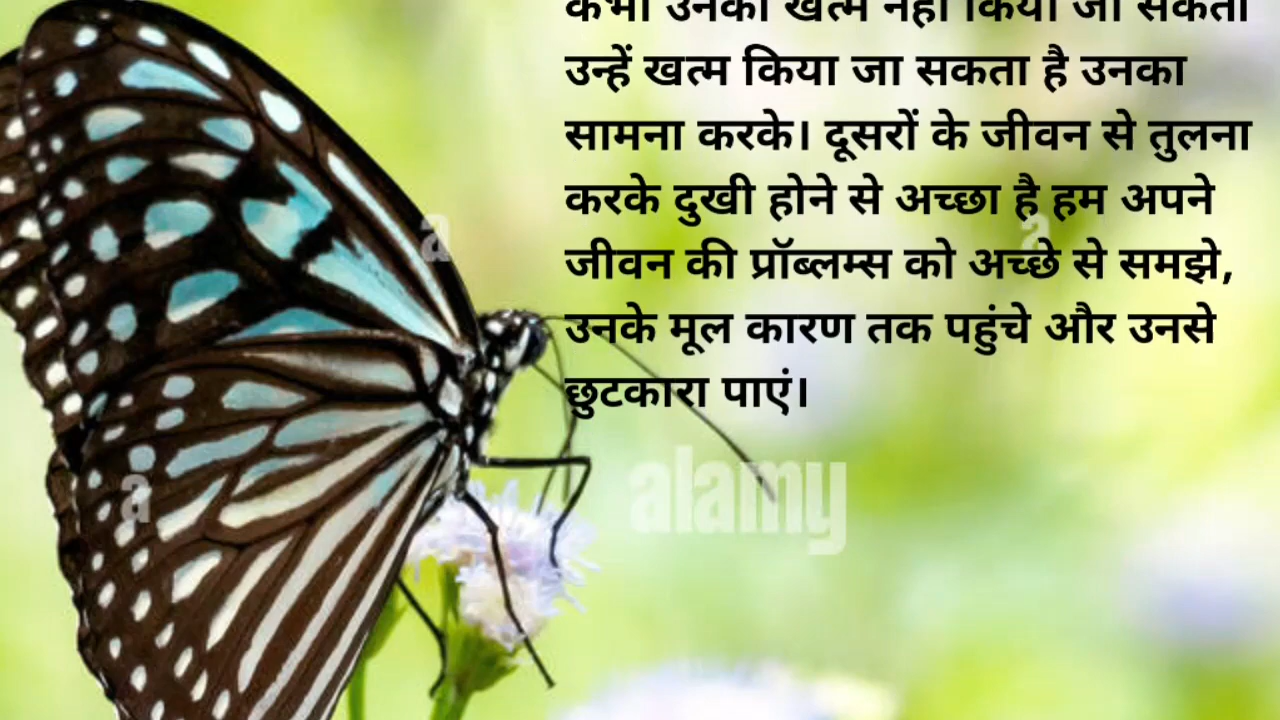 कभी उनको खत्म नहीं किया जा सकता
उन्हें खत्म किया जा सकता है उनका
सामना करके। दूसरों के जीवन से तुलना
करके दुखी होने से अच्छा है हम अपने
जीवन की प्रॉब्लम्स को अच्छे से समझे,
उनके मूल कारण तक पहुंचे और उनसे
छुटकारा पाएं।
a
a
alamy
a